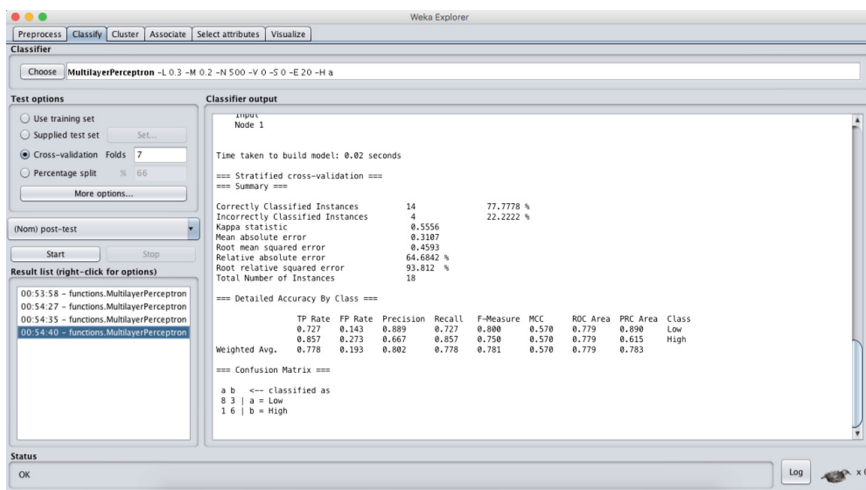 Weka Explorer
Preprocess Classify Cluster Associate Select attributes Visualize
Classifier
Choose MultilayerPerceptron -L 0.3 -M 0.2 -N 500 -V 0 -S 0 -E 20 -H a
Test options
Use training set
Supplied test set Set...
Cross-validation Folds 7
Percentage split % 66
More options...
(Nom) post-test
Start Stop
Result list (right-click for options)
00:53:58 - functions.MultilayerPerceptron
00:54:27 - functions.MultilayerPerceptron
00:54:35 - functions.MultilayerPerceptron
00:54:40 - functions.MultilayerPerceptron
Classifier output
Input
Node 1
Time taken to build model: 0.02 seconds
=== Stratified cross-validation ===
=== Summary ===
Correctly Classified Instances 14 77.7778 %
Incorrectly Classified Instances 4 22.2222 %
Kappa statistic 0.5556
Mean absolute error 0.3107
Root mean squared error 0.4593
Relative absolute error 64.6842 %
Root relative squared error 93.812 %
Total Number of Instances 18
=== Detailed Accuracy By Class ===
TP Rate FP Rate Precision Recall F-Measure MCC ROC Area PRC Area Class
0.727 0.143 0.889 0.727 0.800 0.570 0.779 0.890 Low
0.857 0.273 0.667 0.857 0.750 0.570 0.779 0.615 High
Weighted Avg. 0.778 0.193 0.802 0.778 0.781 0.570 0.779 0.783
=== Confusion Matrix ===
a b <-- classified as
8 3 | a = Low
1 6 | b = High
Status
OK
Log
x